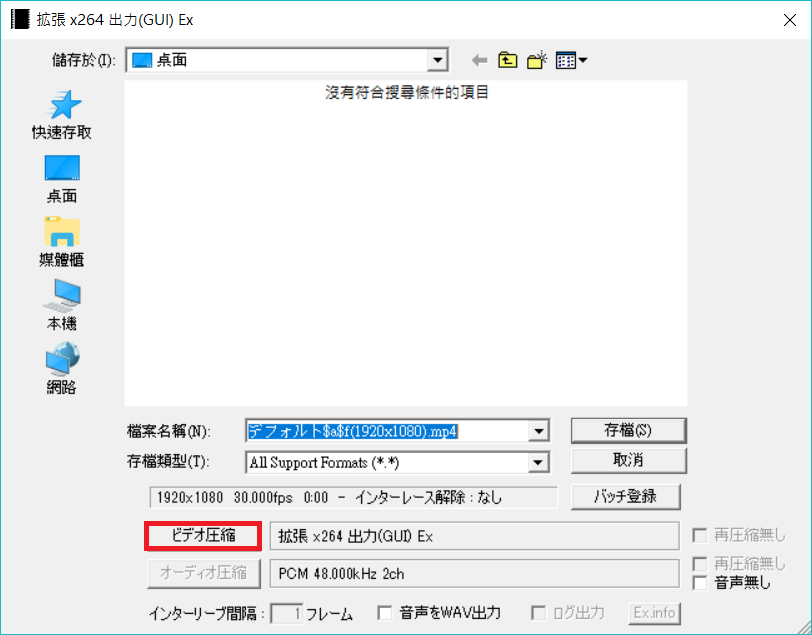 拡張 x264 出力(GUI) Ex
儲存於(I): 桌面
沒有符合搜尋條件的項目
快速存取
桌面
媒體櫃
本機
網路
檔案名稱(N): デフォルト$a$f(1920x1080).mp4 存檔(S)
存檔類型(T): All Support Formats (*.*) 取消
1920x1080 30.000fps 0:00 - インターレース解除 : なし バッチ登録
ビデオ圧縮 拡張 x264 出力(GUI) Ex 再圧縮無し
オーディオ圧縮 PCM 48.000kHz 2ch 再圧縮無し
音声無し
インターリーブ間隔 : 1 フレーム 音声をWAV出力 ログ出力 Ex.info